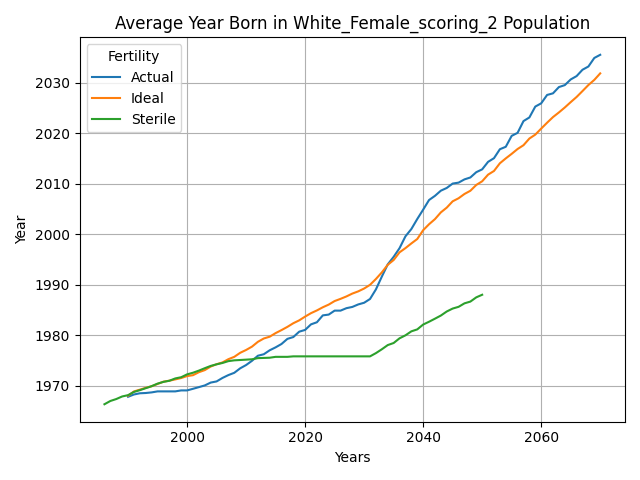 Average Year Born in White_Female_scoring_2 Population
Fertility
Actual
Ideal
Sterile
Year
2030
2020
2010
2000
1990
1980
1970
2000 2020 2040 2060
Years